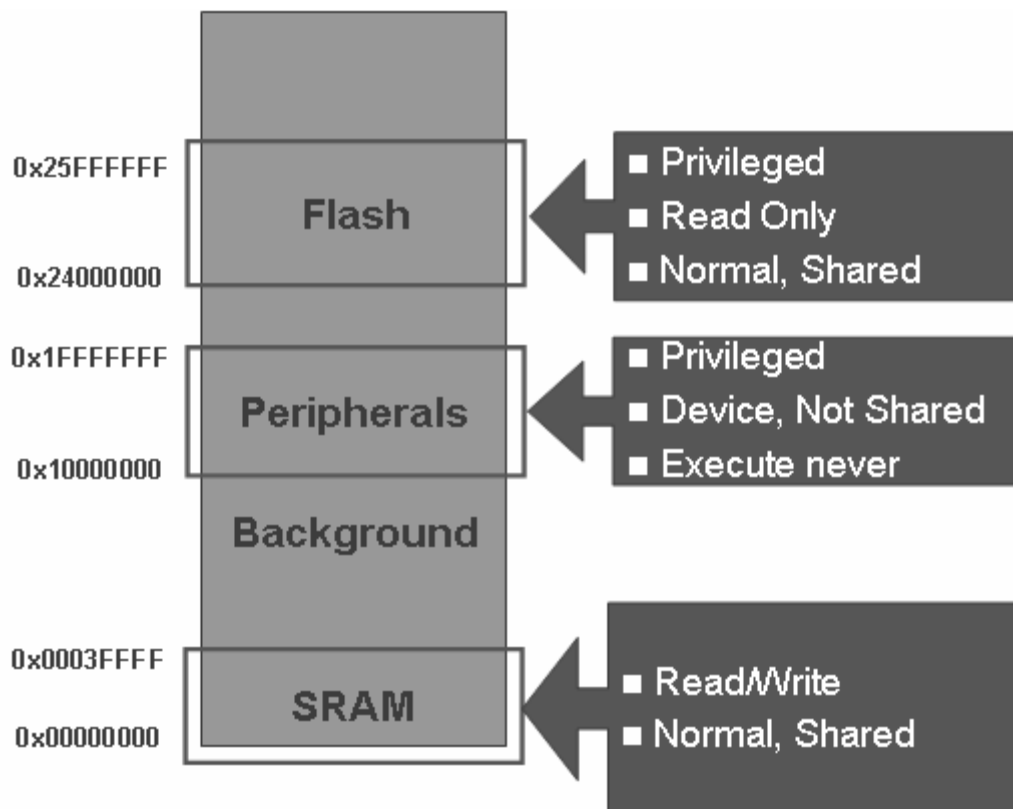 0x25FFFFFF
Flash
0x24000000
■ Privileged
■ Read Only
■ Normal, Shared
0x1FFFFFFF
Peripherals
0x10000000
■ Privileged
■ Device, Not Shared
■ Execute never
Background
0x0003FFFF
SRAM
0x00000000
■ Read/Write
■ Normal, Shared